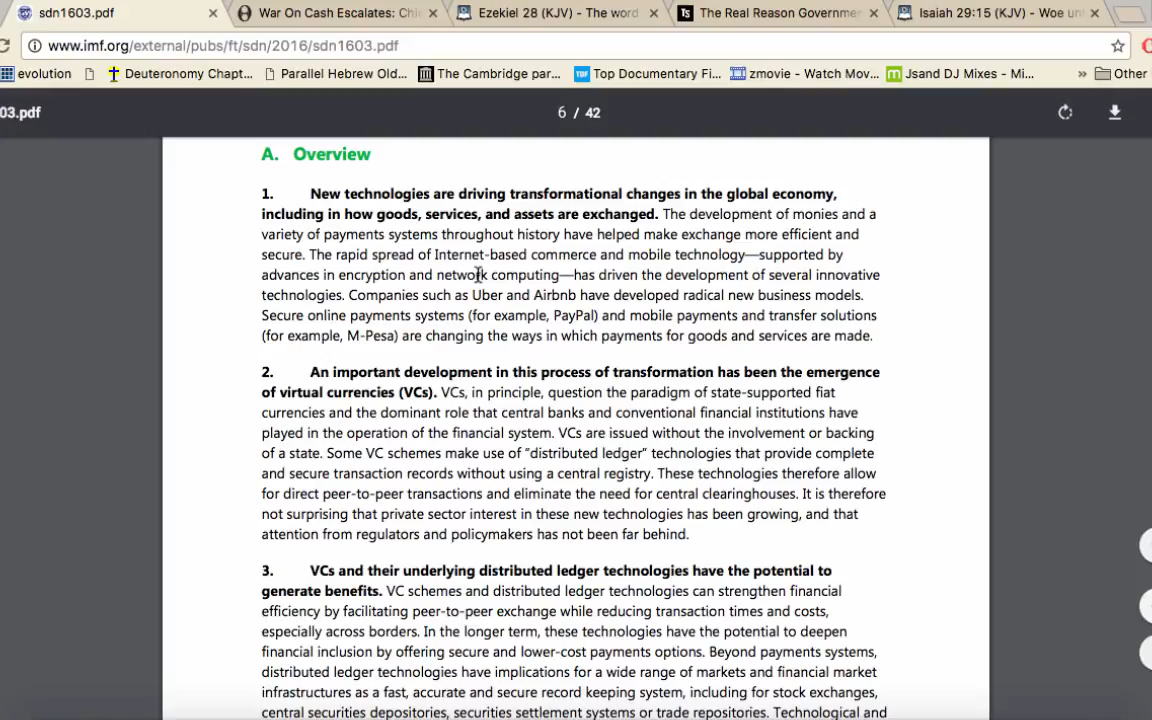 sdn1603.pdf
War On Cash Escalates: Chi
Ezekiel 28 (KJV) - The word
The Real Reason Governme
Isaiah 29:15 (KJV) - Woe un
www.imf.org/external/pubs/ft/sdn/2016/sdn1603.pdf
evolution
Deuteronomy Chapt...
Parallel Hebrew Old...
The Cambridge par...
Top Documentary Fi...
zmovie - Watch Mov...
Jsand DJ Mixes - Mi...
» Other
03.pdf
6 / 42
A. Overview
1. New technologies are driving transformational changes in the global economy,
including in how goods, services, and assets are exchanged. The development of monies and a
variety of payments systems throughout history have helped make exchange more efficient and
secure. The rapid spread of Internet-based commerce and mobile technology—supported by
advances in encryption and network computing—has driven the development of several innovative
technologies. Companies such as Uber and Airbnb have developed radical new business models.
Secure online payments systems (for example, PayPal) and mobile payments and transfer solutions
(for example, M-Pesa) are changing the ways in which payments for goods and services are made.
2. An important development in this process of transformation has been the emergence
of virtual currencies (VCs). VCs, in principle, question the paradigm of state-supported fiat
currencies and the dominant role that central banks and conventional financial institutions have
played in the operation of the financial system. VCs are issued without the involvement or backing
of a state. Some VC schemes make use of “distributed ledger” technologies that provide complete
and secure transaction records without using a central registry. These technologies therefore allow
for direct peer-to-peer transactions and eliminate the need for central clearinghouses. It is therefore
not surprising that private sector interest in these new technologies has been growing, and that
attention from regulators and policymakers has not been far behind.
3. VCs and their underlying distributed ledger technologies have the potential to
generate benefits. VC schemes and distributed ledger technologies can strengthen financial
efficiency by facilitating peer-to-peer exchange while reducing transaction times and costs,
especially across borders. In the longer term, these technologies have the potential to deepen
financial inclusion by offering secure and lower-cost payments options. Beyond payments systems,
distributed ledger technologies have implications for a wide range of markets and financial market
infrastructures as a fast, accurate and secure record keeping system, including for stock exchanges,
central securities depositories, securities settlement systems or trade repositories. Technological and